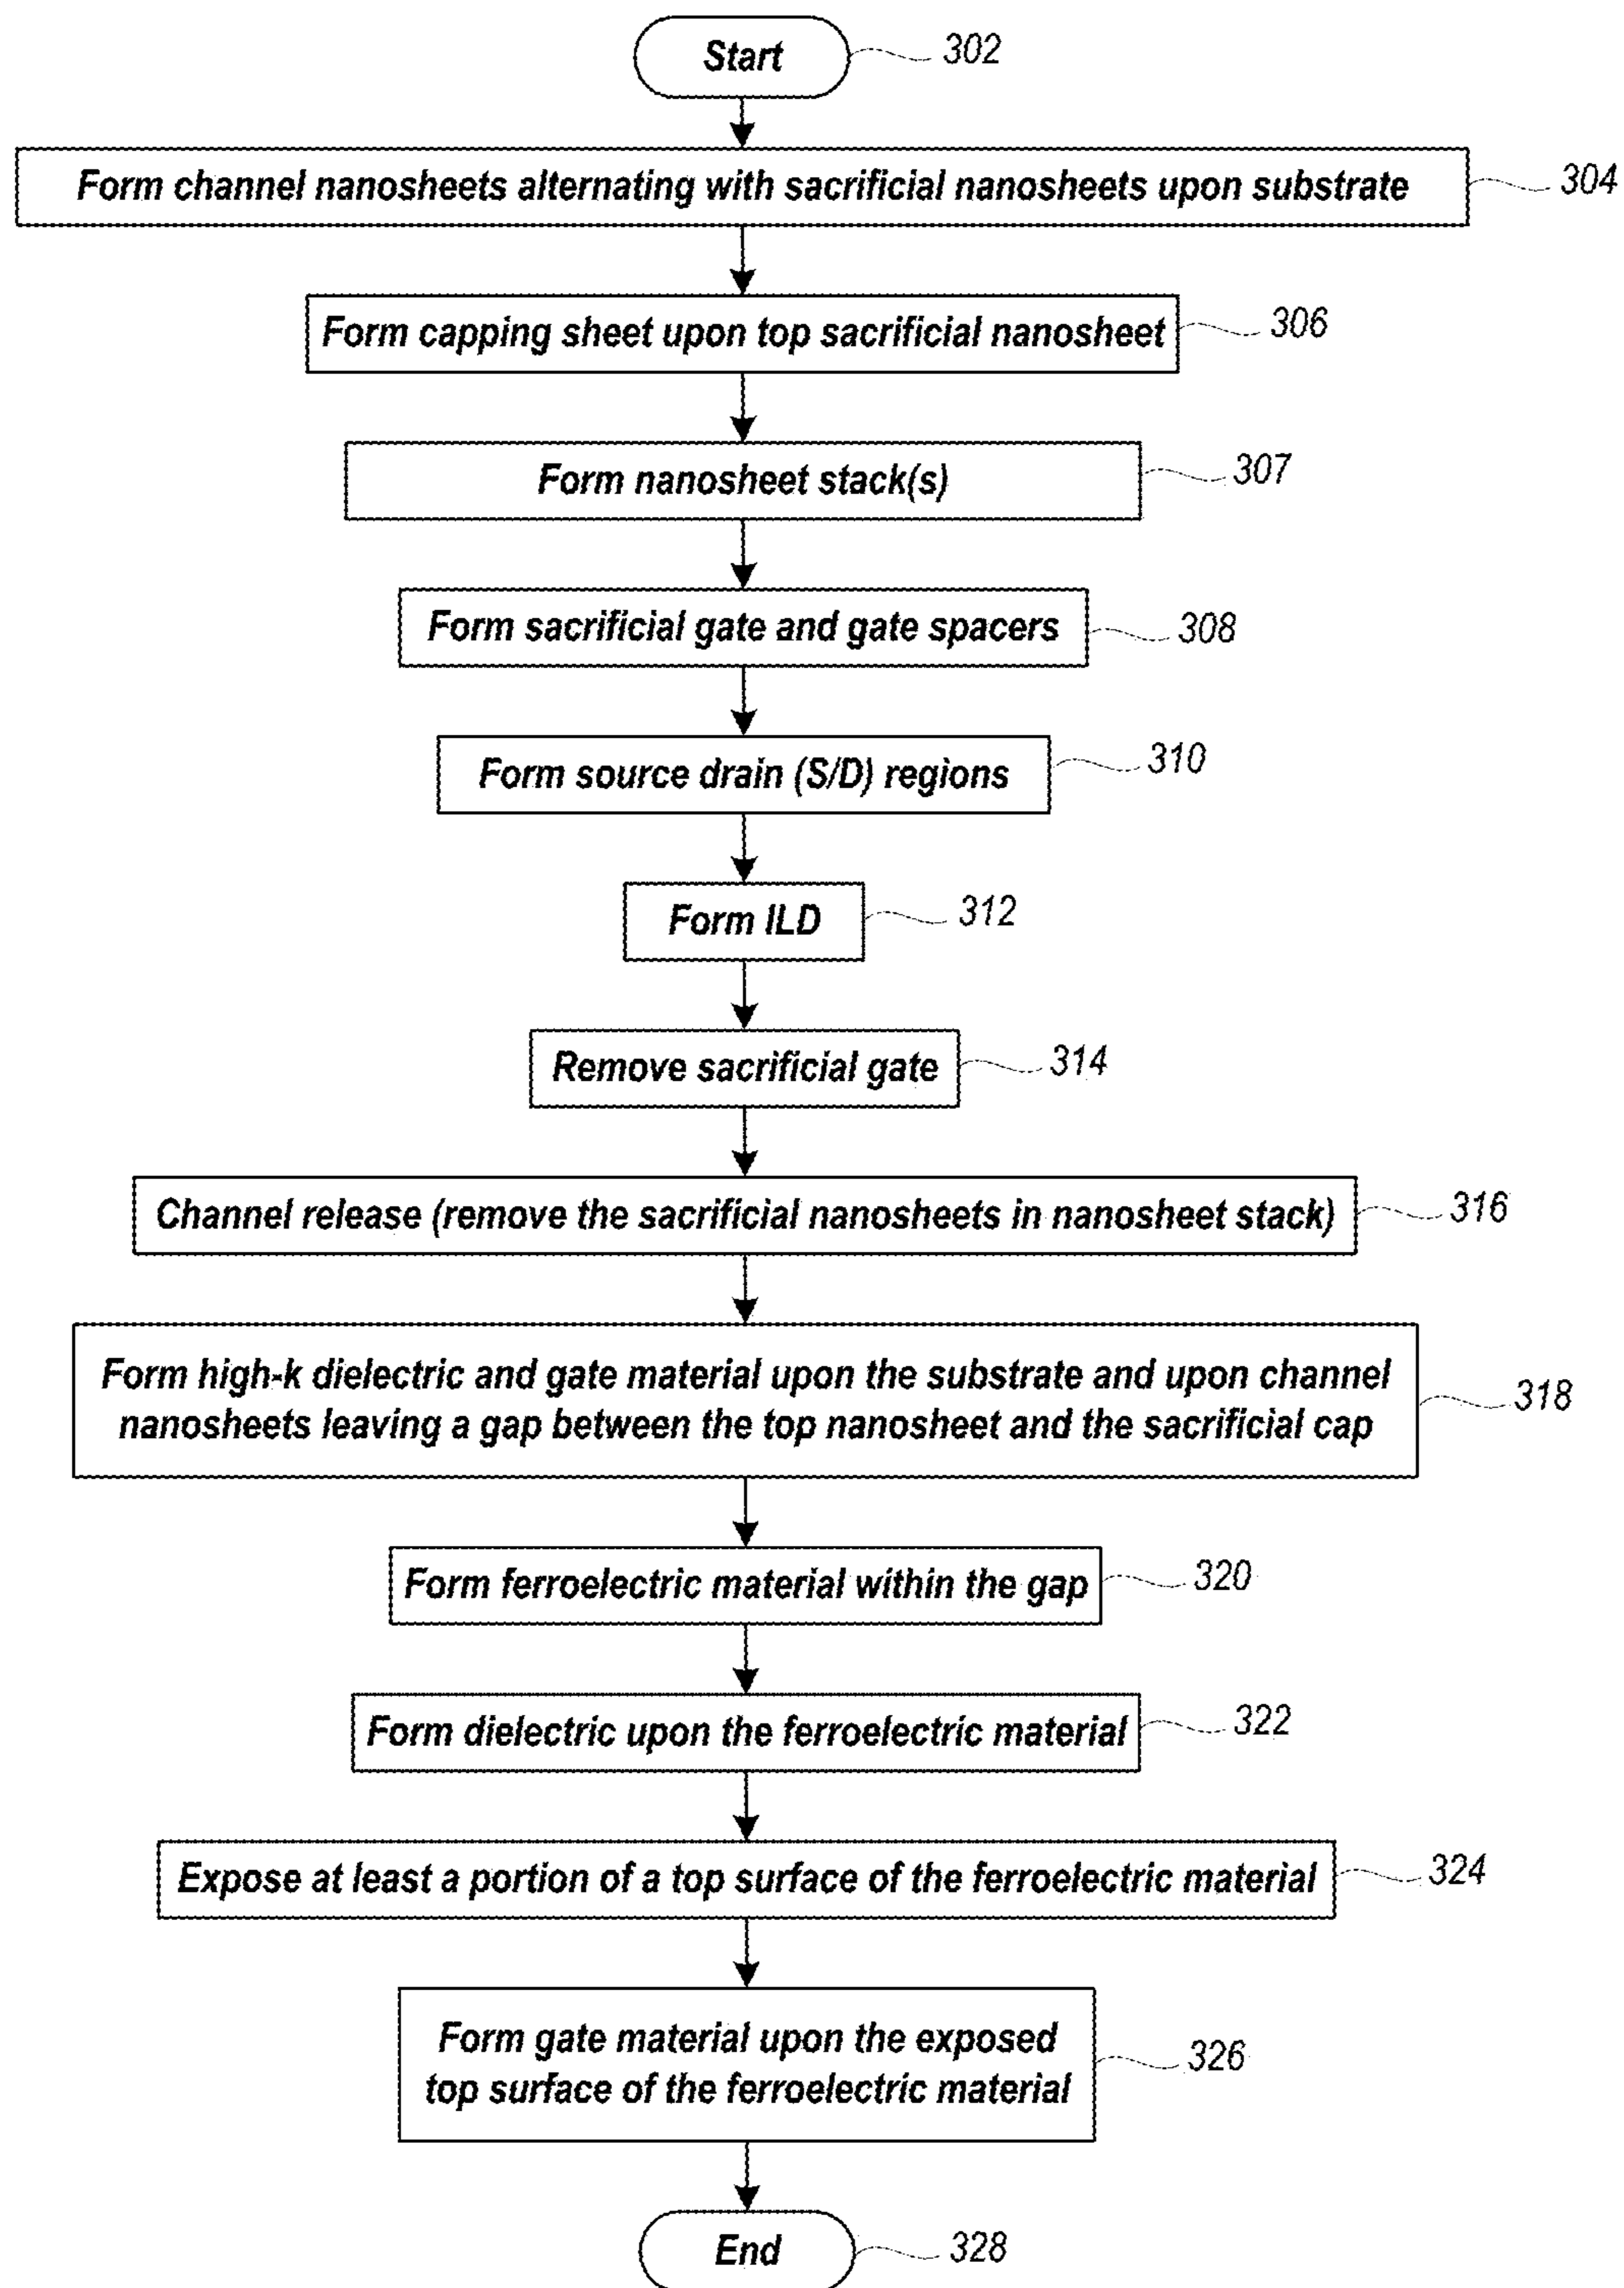 Start
302
Form channel nanosheets alternating with sacrificial nanosheets upon substrate
304
Form capping sheet upon top sacrificial nanosheet
306
Form nanosheet stack(s)
307
Form sacrificial gate and gate spacers
308
Form source drain (S/D) regions
310
Form ILD
312
Remove sacrificial gate
314
Channel release (remove the sacrificial nanosheets in nanosheet stack)
316
Form high-k dielectric and gate material upon the substrate and upon channel
nanosheets leaving a gap between the top nanosheet and the sacrificial cap
318
Form ferroelectric material within the gap
320
Form dielectric upon the ferroelectric material
322
Expose at least a portion of a top surface of the ferroelectric material
324
Form gate material upon the exposed
top surface of the ferroelectric material
326
End
328